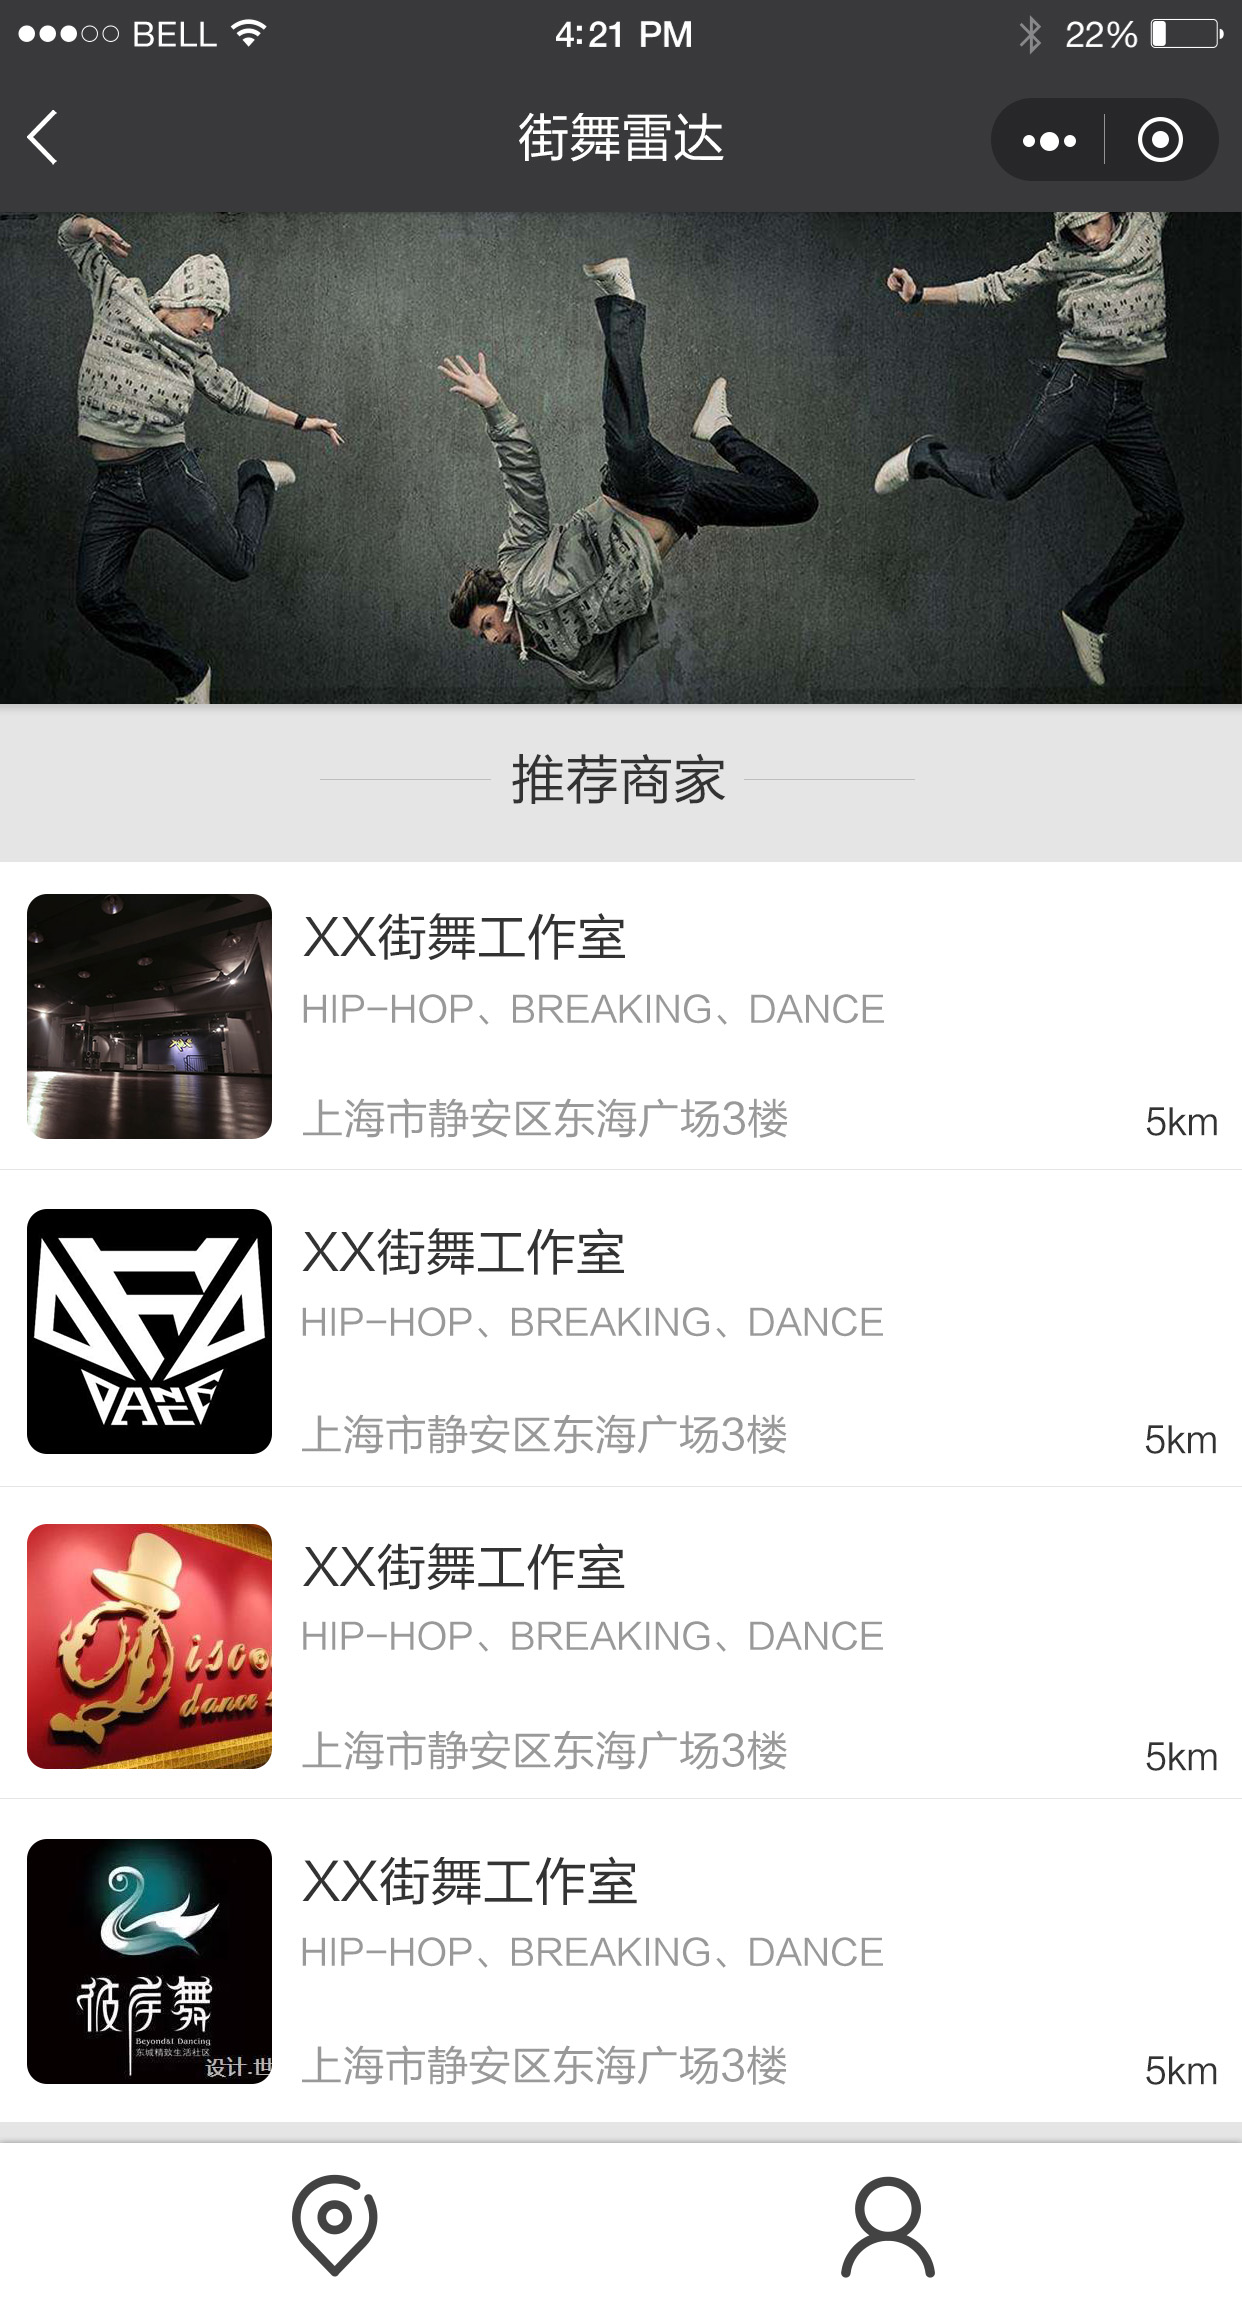 BELL 4:21 PM 22%
街舞雷达
推荐商家
XX街舞工作室
HIP-HOP、BREAKING、DANCE
上海市静安区东海广场3楼 5km
DANCE
XX街舞工作室
HIP-HOP、BREAKING、DANCE
上海市静安区东海广场3楼 5km
isco
dance s
XX街舞工作室
HIP-HOP、BREAKING、DANCE
上海市静安区东海广场3楼 5km
彼岸舞
Beyond&I Dancing
东城精致生活社区
设计.世
XX街舞工作室
HIP-HOP、BREAKING、DANCE
上海市静安区东海广场3楼 5km